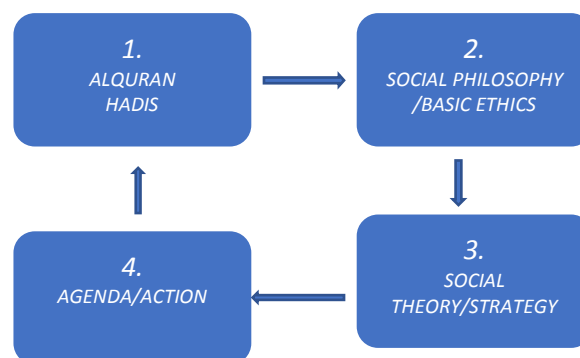 1.
ALQURAN
HADIS
2.
SOCIAL PHILOSOPHY
/BASIC ETHICS
3.
SOCIAL
THEORY/STRATEGY
4.
AGENDA/ACTION